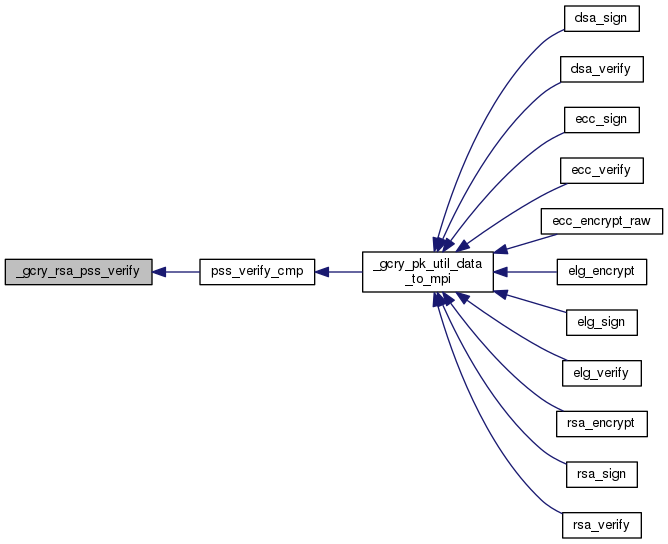 dsa_sign
dsa_verify
ecc_sign
ecc_verify
ecc_encrypt_raw
_gcry_rsa_pss_verify
pss_verify_cmp
_gcry_pk_util_data
_to_mpi
elg_encrypt
elg_sign
elg_verify
rsa_encrypt
rsa_sign
rsa_verify